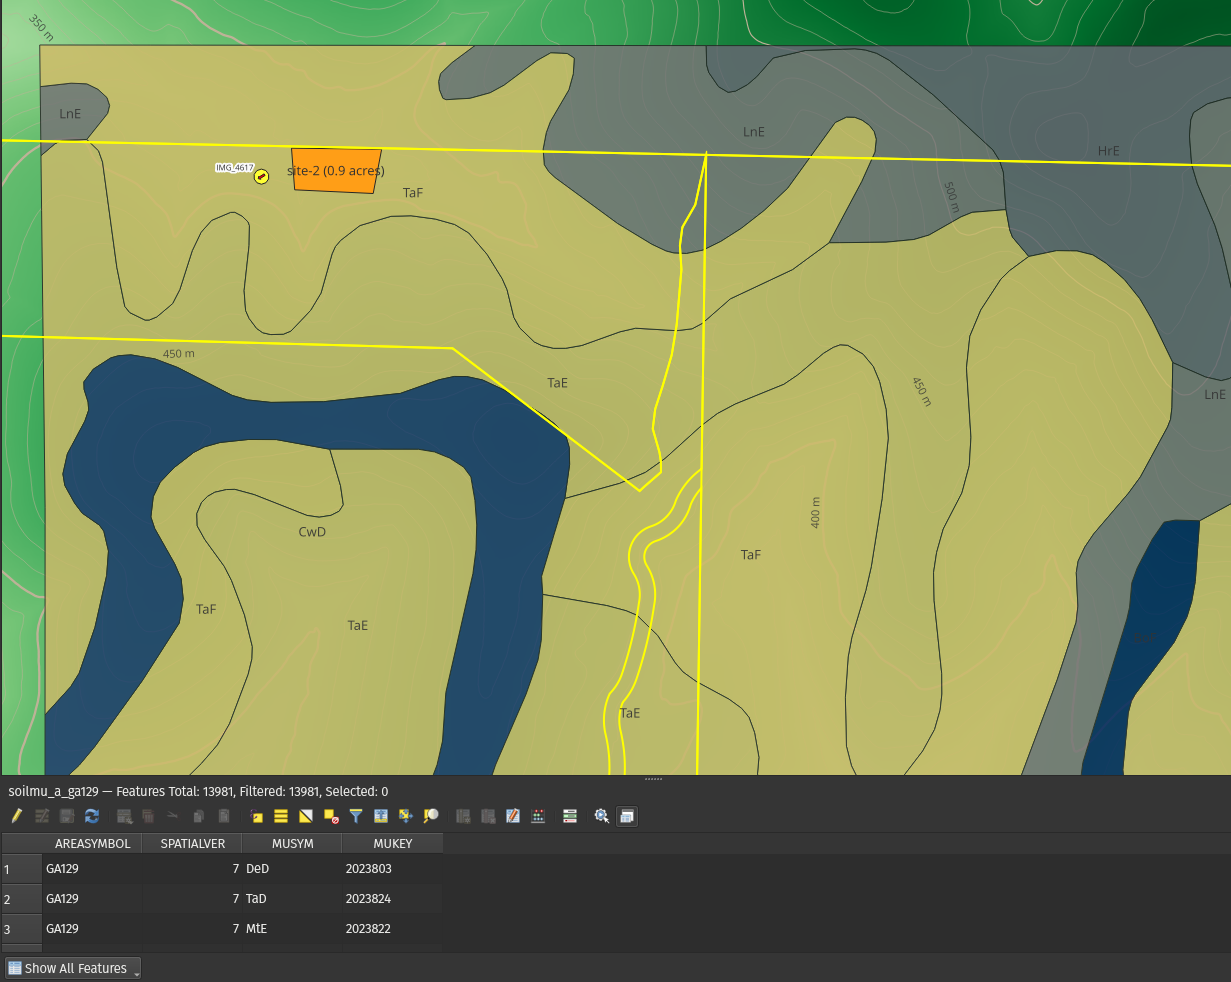 350 m
LnE
LnE
HrE
IMG_4617
site-2 (0.9 acres)
TaF
500 m
450 m
TaE
450 m
LnE
CwD
400 m
TaF
TaF
TaE
TaE
soilmu_a_ga129 — Features Total: 13981, Filtered: 13981, Selected: 0
AREASYMBOL SPATIALVER MUSYM MUKEY
1 GA129 7 DeD 2023803
2 GA129 7 TaD 2023824
3 GA129 7 MtE 2023822
Show All Features